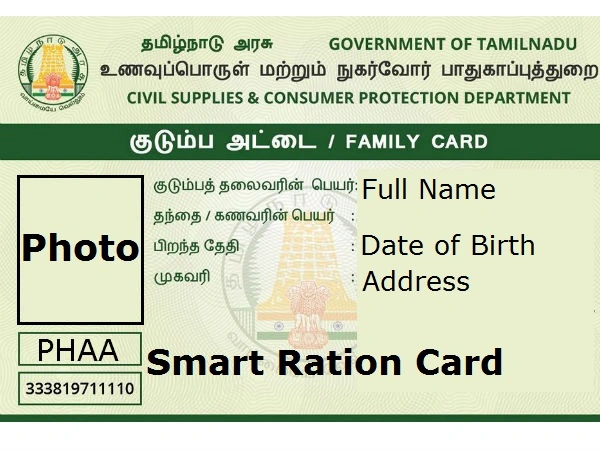 தமிழ்நாடு அரசு GOVERNMENT OF TAMILNADU
உணவுப்பொருள் மற்றும் நுகர்வோர் பாதுகாப்புத்துறை
CIVIL SUPPLIES & CONSUMER PROTECTION DEPARTMENT
குடும்ப அட்டை / FAMILY CARD
குடும்பத் தலைவரின் பெயர்: Full Name
தந்தை / கணவரின் பெயர் :
பிறந்த தேதி : Date of Birth
முகவரி : Address
Photo
PHAA
Smart Ration Card
333819711110